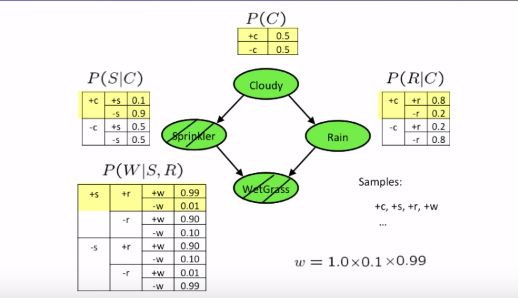 P(C)
+c 0.5
-c 0.5
P(S|C)
+c +s 0.1
-s 0.9
-c +s 0.5
-s 0.5
Cloudy
P(R|C)
+c +r 0.8
-r 0.2
-c +r 0.2
-r 0.8
Sprinkler
Rain
WetGrass
P(W|S, R)
+s +r +w 0.99
-w 0.01
-r +w 0.90
-w 0.10
-s +r +w 0.90
-w 0.10
-r +w 0.01
-w 0.99
Samples:
+c, +s, +r, +w
...
w = 1.0×0.1×0.99